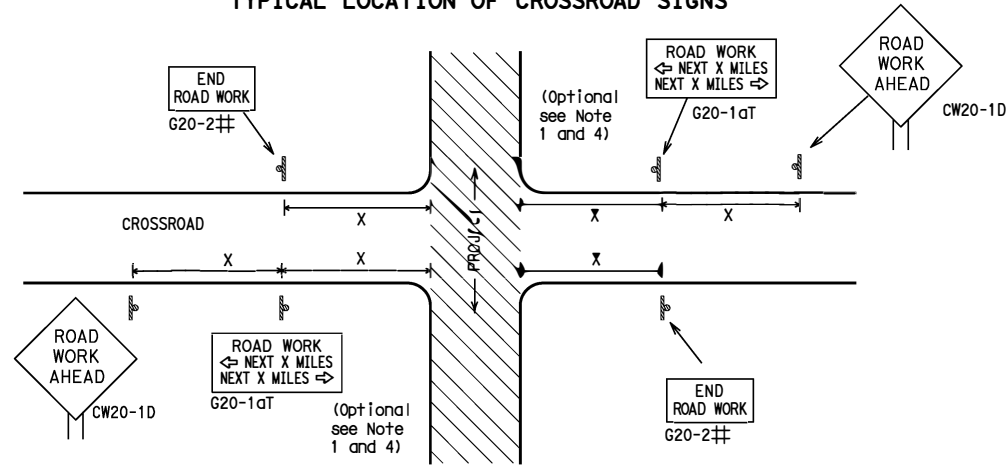 TYPICAL LOCATION OF CROSSROAD SIGNS
END
ROAD WORK
G20-2#
(Optional
see Note
1 and 4)
ROAD WORK
⇦ NEXT X MILES
NEXT X MILES ⇨
G20-1aT
ROAD
WORK
AHEAD
CW20-1D
X
X
X
CROSSROAD
PROJECT
X
X
X
ROAD
WORK
AHEAD
CW20-1D
ROAD WORK
⇦ NEXT X MILES
NEXT X MILES ⇨
G20-1aT
(Optional
see Note
1 and 4)
END
ROAD WORK
G20-2#